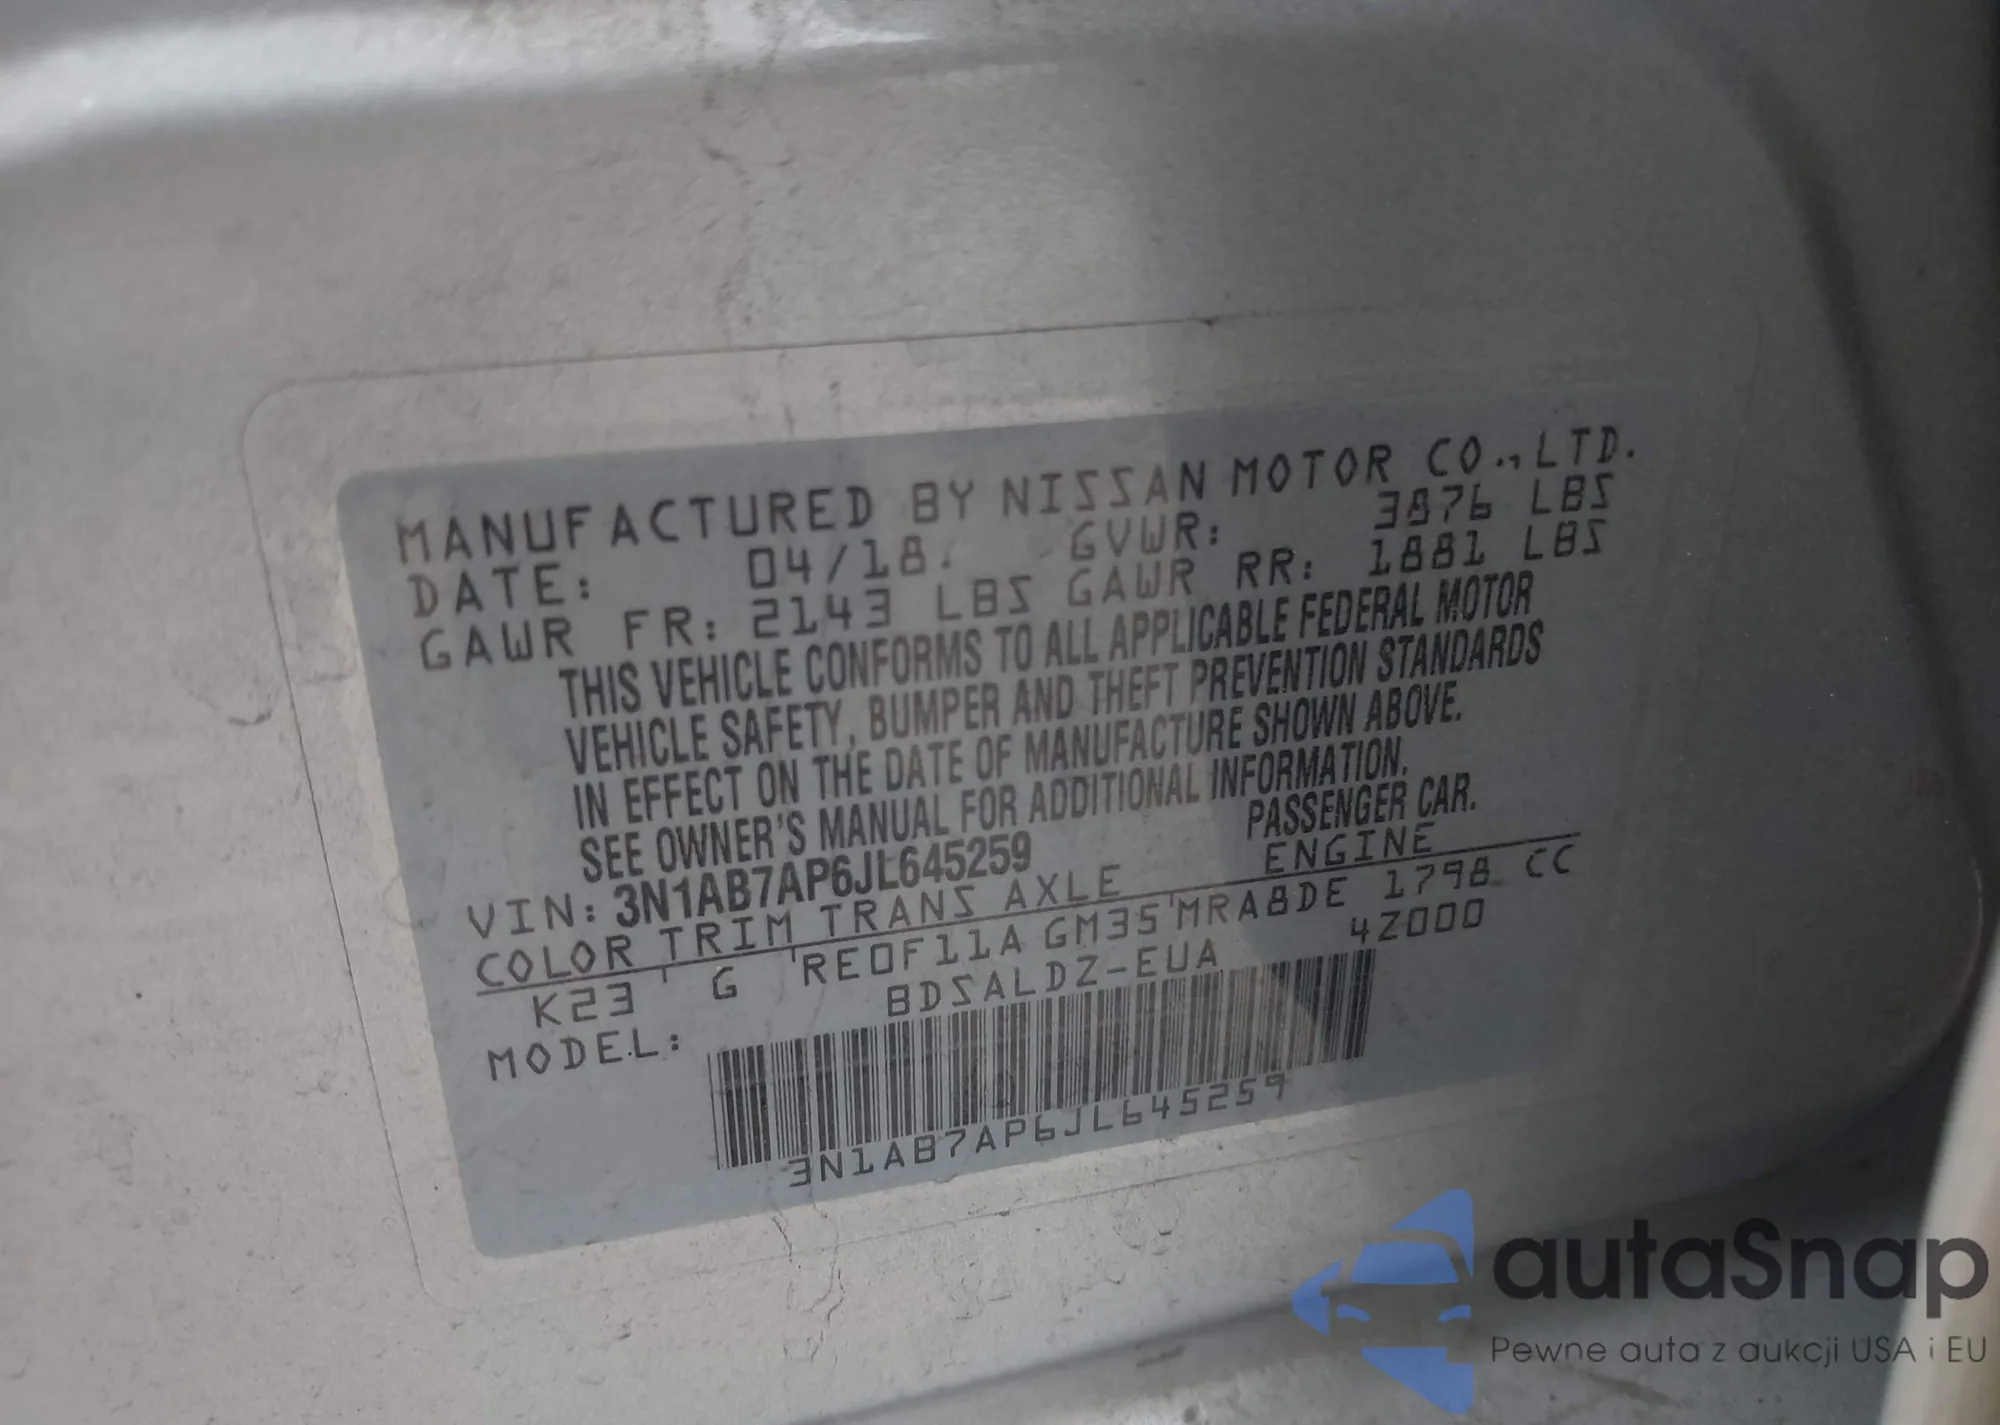 MANUFACTURED BY NISSAN MOTOR CO., LTD.
DATE: 04/18. GVWR: 3876 LBS
GAWR FR: 2143 LBS GAWR RR: 1881 LBS
THIS VEHICLE CONFORMS TO ALL APPLICABLE FEDERAL MOTOR
VEHICLE SAFETY, BUMPER AND THEFT PREVENTION STANDARDS
IN EFFECT ON THE DATE OF MANUFACTURE SHOWN ABOVE.
SEE OWNER'S MANUAL FOR ADDITIONAL INFORMATION.
VIN: 3N1AB7AP6JL645259 PASSENGER CAR.
COLOR TRIM TRANS AXLE ENGINE
K23 G RE0F11A GM35 MRA8DE 1798 CC
MODEL: BDSALDZ-EUA 4Z000
3N1AB7AP6JL645259
autaSnap
Pewne auta z aukcji USA i EU